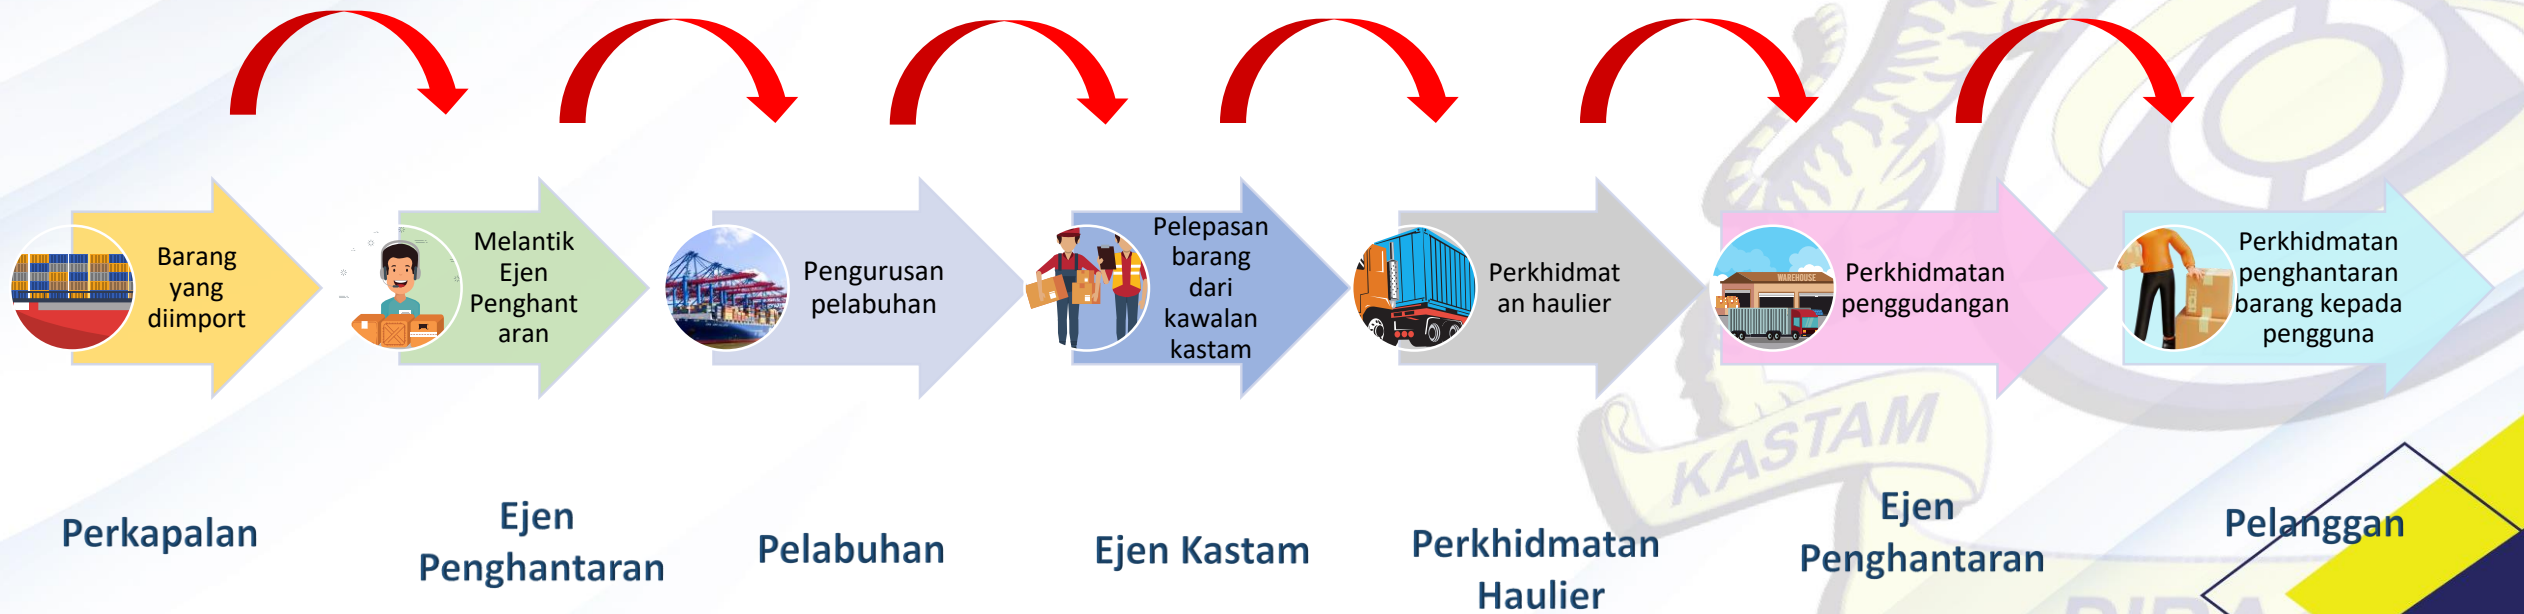 Barang
yang
diimport
Melantik
Ejen
Penghant
aran
Pengurusan
pelabuhan
Pelepasan
barang
dari
kawalan
kastam
Perkhidmat
an haulier
WAREHOUSE
Perkhidmatan
penggudangan
Perkhidmatan
penghantaran
barang kepada
pengguna
KASTAM
Perkapalan
Ejen
Penghantaran
Pelabuhan
Ejen Kastam
Perkhidmatan
Haulier
Ejen
Penghantaran
Pelanggan